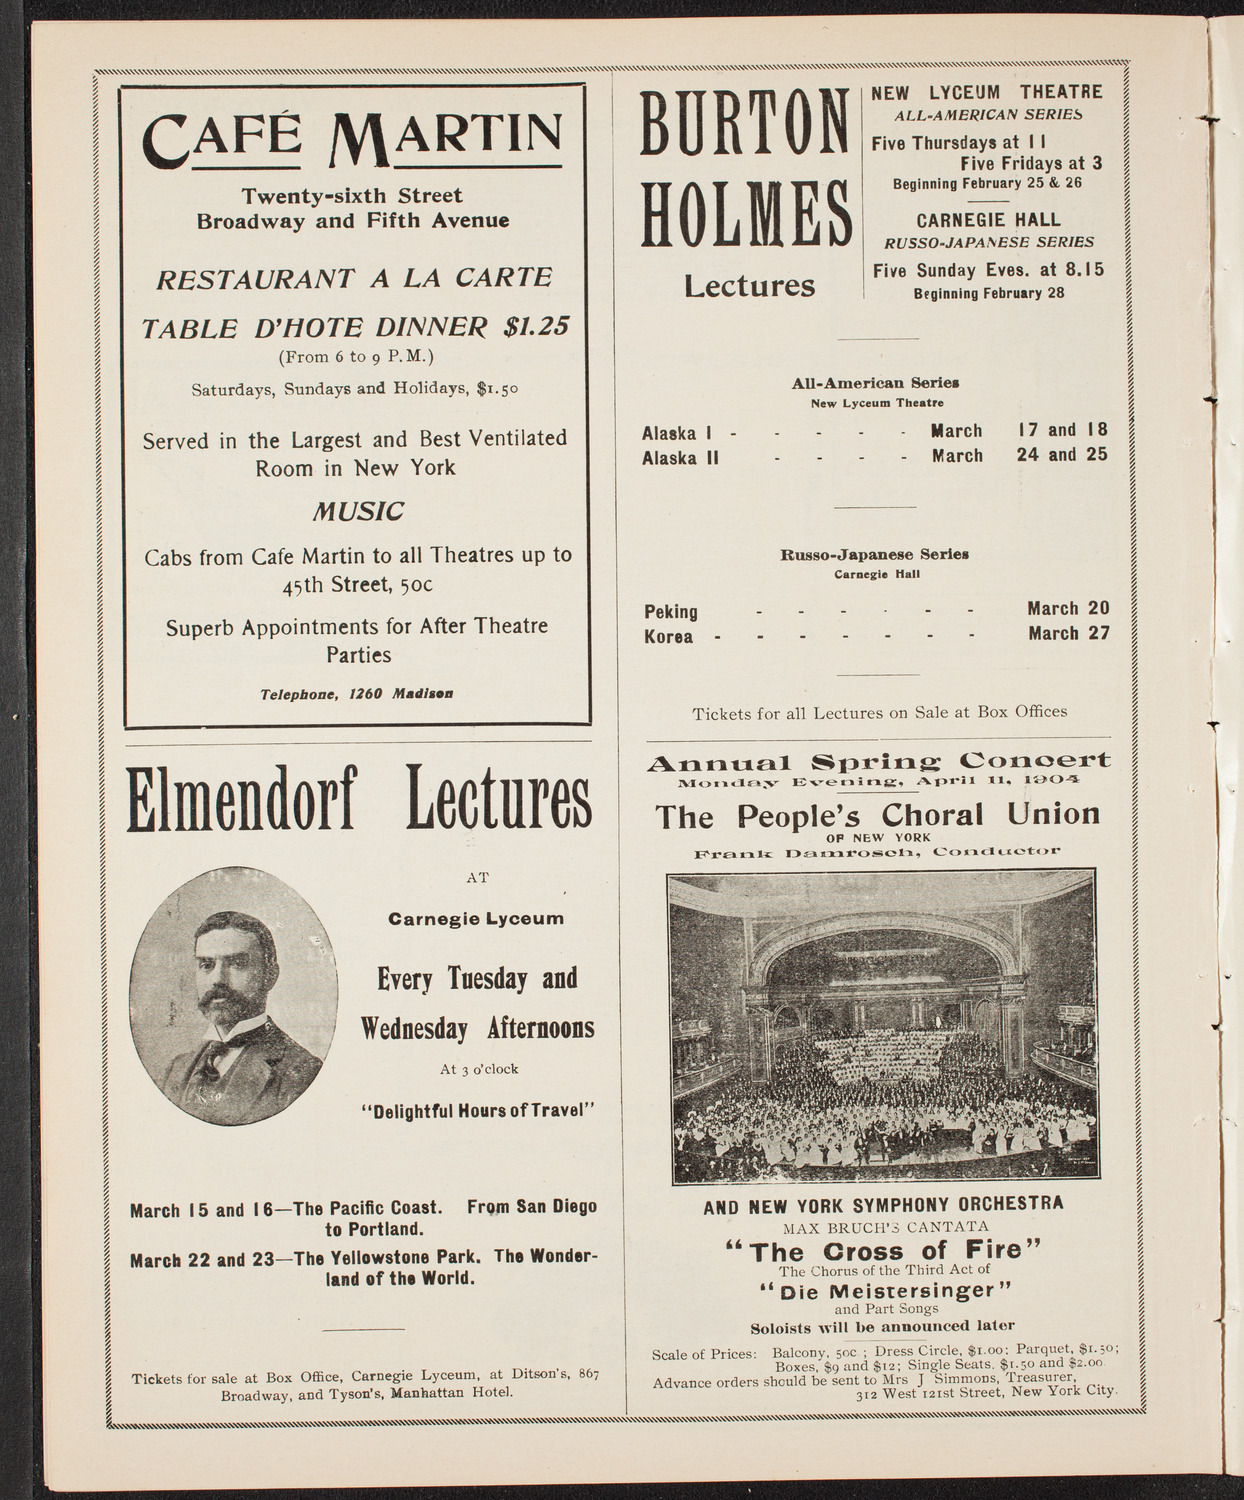 CAFÉ MARTIN
Twenty-sixth Street
Broadway and Fifth Avenue
RESTAURANT A LA CARTE
TABLE D'HOTE DINNER $1.25
(From 6 to 9 P.M.)
Saturdays, Sundays and Holidays, $1.50
Served in the Largest and Best Ventilated
Room in New York
MUSIC
Cabs from Cafe Martin to all Theatres up to
45th Street, 50c
Superb Appointments for After Theatre
Parties
Telephone, 1260 Madison
Elmendorf Lectures
AT
Carnegie Lyceum
Every Tuesday and
Wednesday Afternoons
At 3 o'clock
"Delightful Hours of Travel"
March 15 and 16—The Pacific Coast. From San Diego
to Portland.
March 22 and 23—The Yellowstone Park. The Wonder-
land of the World.
Tickets for sale at Box Office, Carnegie Lyceum, at Ditson's, 867
Broadway, and Tyson's, Manhattan Hotel.
BURTON
HOLMES
Lectures
NEW LYCEUM THEATRE
ALL-AMERICAN SERIES
Five Thursdays at 11
Five Fridays at 3
Beginning February 25 & 26
CARNEGIE HALL
RUSSO-JAPANESE SERIES
Five Sunday Eves. at 8.15
Beginning February 28
All-American Series
New Lyceum Theatre
Alaska I - - - - - March 17 and 18
Alaska II - - - - March 24 and 25
Russo-Japanese Series
Carnegie Hall
Peking - - - - - - March 20
Korea - - - - - - - March 27
Tickets for all Lectures on Sale at Box Offices
Annual Spring Concert
Monday Evening, April 11, 1904
The People's Choral Union
OF NEW YORK
Frank Damrosch, Conductor
AND NEW YORK SYMPHONY ORCHESTRA
MAX BRUCH'S CANTATA
"The Cross of Fire"
The Chorus of the Third Act of
"Die Meistersinger"
and Part Songs
Soloists will be announced later
Scale of Prices: Balcony, 50c ; Dress Circle, $1.00; Parquet, $1.50;
Boxes, $9 and $12; Single Seats, $1.50 and $2.00
Advance orders should be sent to Mrs J Simmons, Treasurer,
312 West 121st Street, New York City.